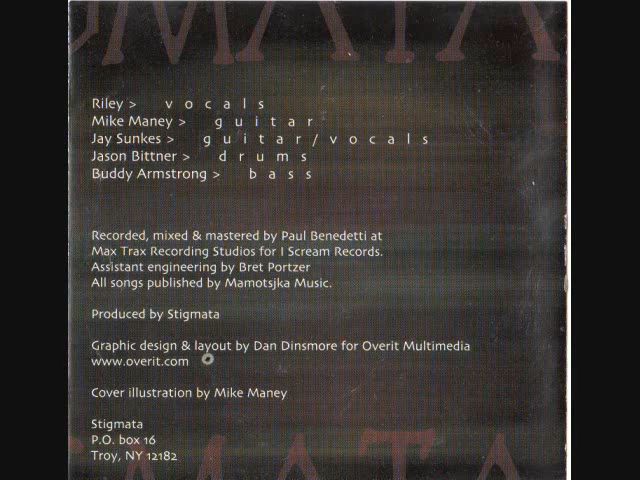 GMATA
Riley > vocals
Mike Maney > guitar
Jay Sunkes > guitar/vocals
Jason Bittner > drums
Buddy Armstrong > bass
Recorded, mixed & mastered by Paul Benedetti at
Max Trax Recording Studios for I Scream Records.
Assistant engineering by Bret Portzer
All songs published by Mamotsjka Music.
Produced by Stigmata
Graphic design & layout by Dan Dinsmore for Overit Multimedia
www.overit.com
Cover illustration by Mike Maney
Stigmata
P.O. box 16
Troy, NY 12182
GMATA